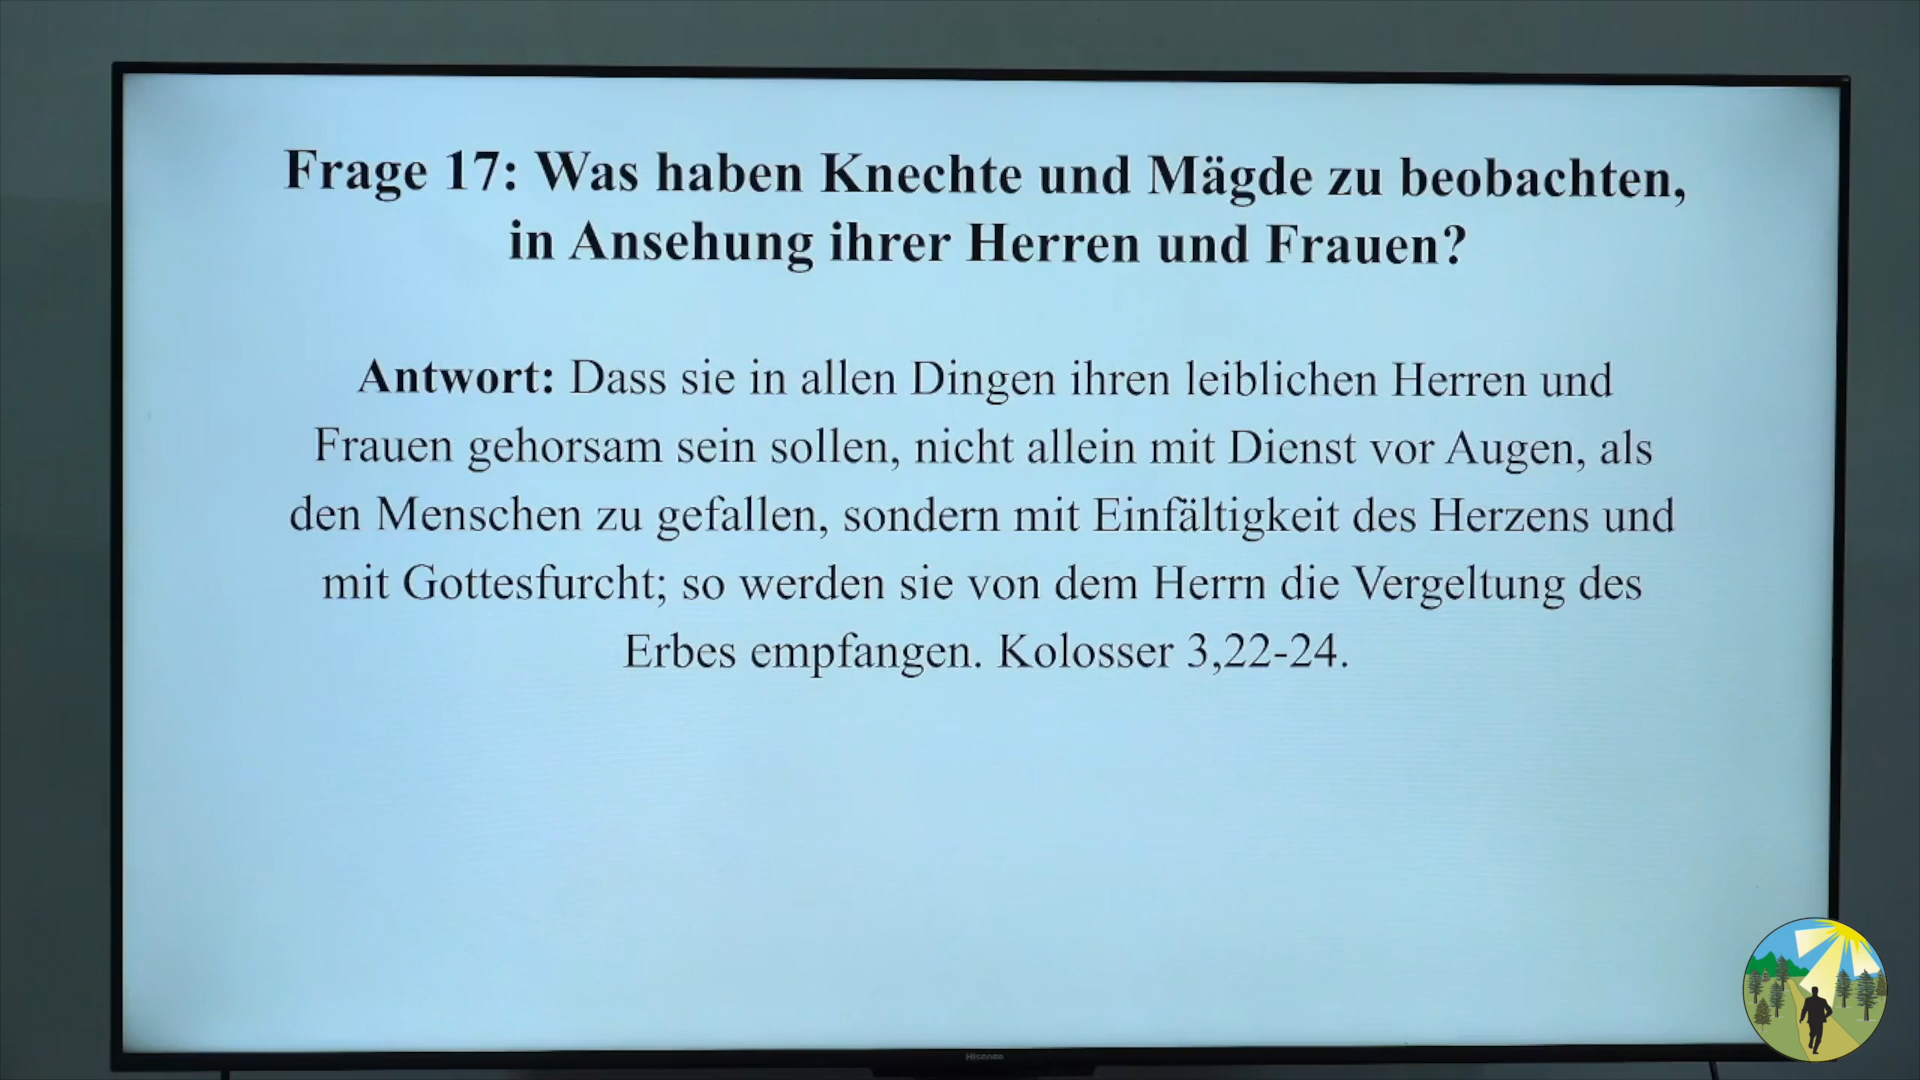 Frage 17: Was haben Knechte und Mägde zu beobachten,
in Ansehung ihrer Herren und Frauen?
Antwort: Dass sie in allen Dingen ihren leiblichen Herren und
Frauen gehorsam sein sollen, nicht allein mit Dienst vor Augen, als
den Menschen zu gefallen, sondern mit Einfältigkeit des Herzens und
mit Gottesfurcht; so werden sie von dem Herrn die Vergeltung des
Erbes empfangen. Kolosser 3,22-24.
Hisense